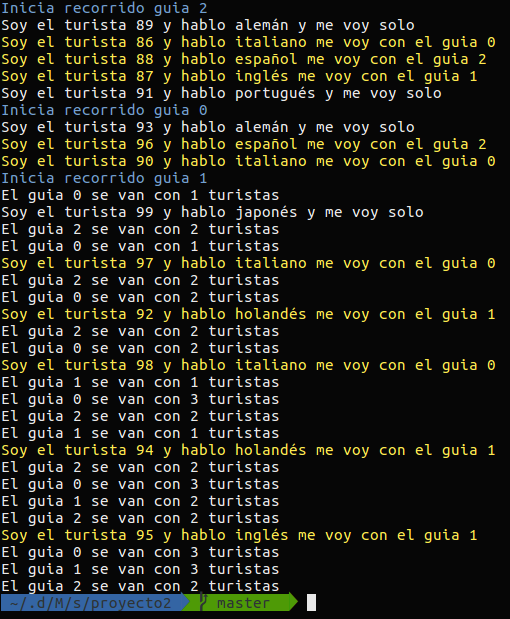 Inicia recorrido guia 2
Soy el turista 89 y hablo alemán y me voy solo
Soy el turista 86 y hablo italiano me voy con el guia 0
Soy el turista 88 y hablo español me voy con el guia 2
Soy el turista 87 y hablo inglés me voy con el guia 1
Soy el turista 91 y hablo portugués y me voy solo
Inicia recorrido guia 0
Soy el turista 93 y hablo alemán y me voy solo
Soy el turista 96 y hablo español me voy con el guia 2
Soy el turista 90 y hablo italiano me voy con el guia 0
Inicia recorrido guia 1
El guia 0 se van con 1 turistas
Soy el turista 99 y hablo japonés y me voy solo
El guia 2 se van con 2 turistas
El guia 0 se van con 1 turistas
Soy el turista 97 y hablo italiano me voy con el guia 0
El guia 2 se van con 2 turistas
El guia 0 se van con 2 turistas
Soy el turista 92 y hablo holandés me voy con el guia 1
El guia 2 se van con 2 turistas
El guia 0 se van con 2 turistas
Soy el turista 98 y hablo italiano me voy con el guia 0
El guia 1 se van con 1 turistas
El guia 0 se van con 3 turistas
El guia 2 se van con 2 turistas
El guia 1 se van con 1 turistas
Soy el turista 94 y hablo holandés me voy con el guia 1
El guia 2 se van con 2 turistas
El guia 0 se van con 3 turistas
El guia 1 se van con 2 turistas
El guia 2 se van con 2 turistas
Soy el turista 95 y hablo inglés me voy con el guia 1
El guia 0 se van con 3 turistas
El guia 1 se van con 3 turistas
El guia 2 se van con 2 turistas
~/.d/M/s/proyecto2 master